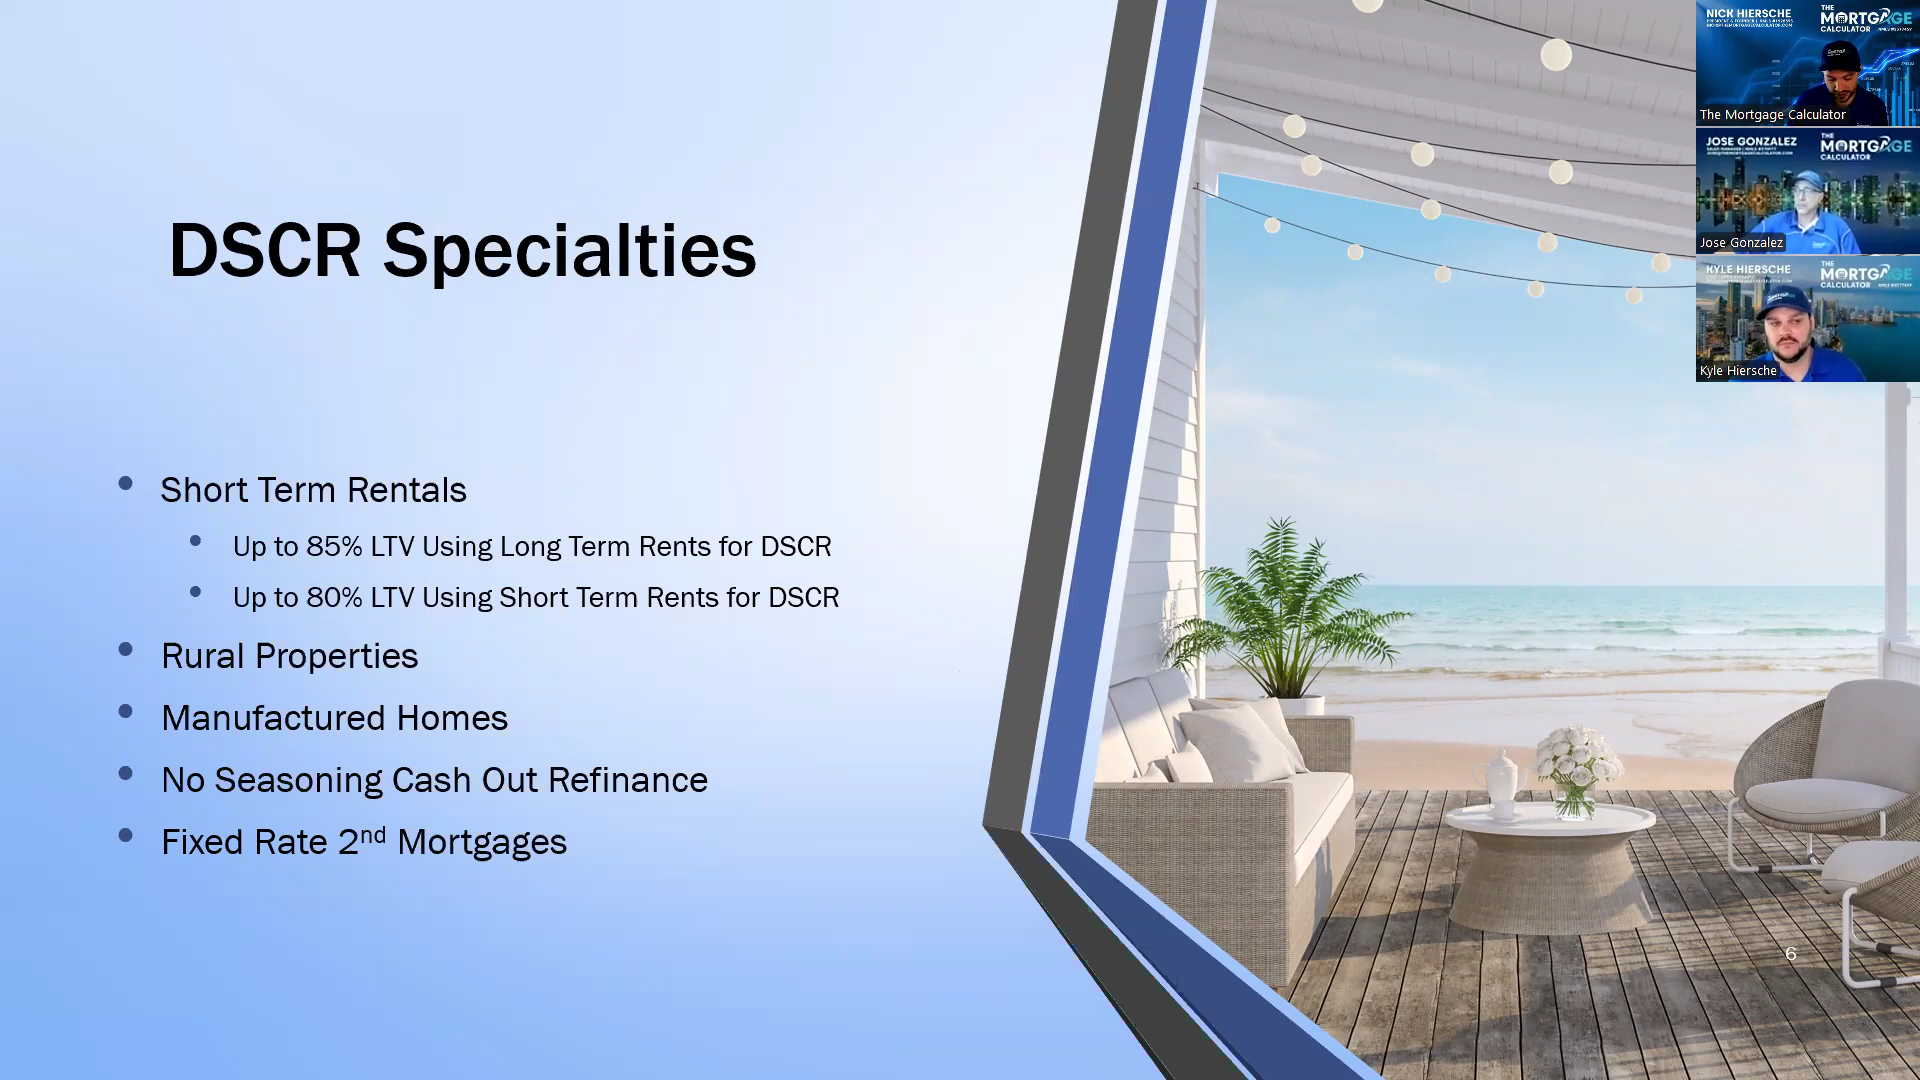 DSCR Specialties
Short Term Rentals
Up to 85% LTV Using Long Term Rents for DSCR
Up to 80% LTV Using Short Term Rents for DSCR
Rural Properties
Manufactured Homes
No Seasoning Cash Out Refinance
Fixed Rate 2nd Mortgages
NICK HIERSCHE
THE
MORTGAGE
CALCULATOR
The Mortgage Calculator
JOSE GONZALEZ
THE
MORTGAGE
CALCULATOR
Jose Gonzalez
KYLE HIERSCHE
THE
MORTGAGE
CALCULATOR
Kyle Hiersche
6